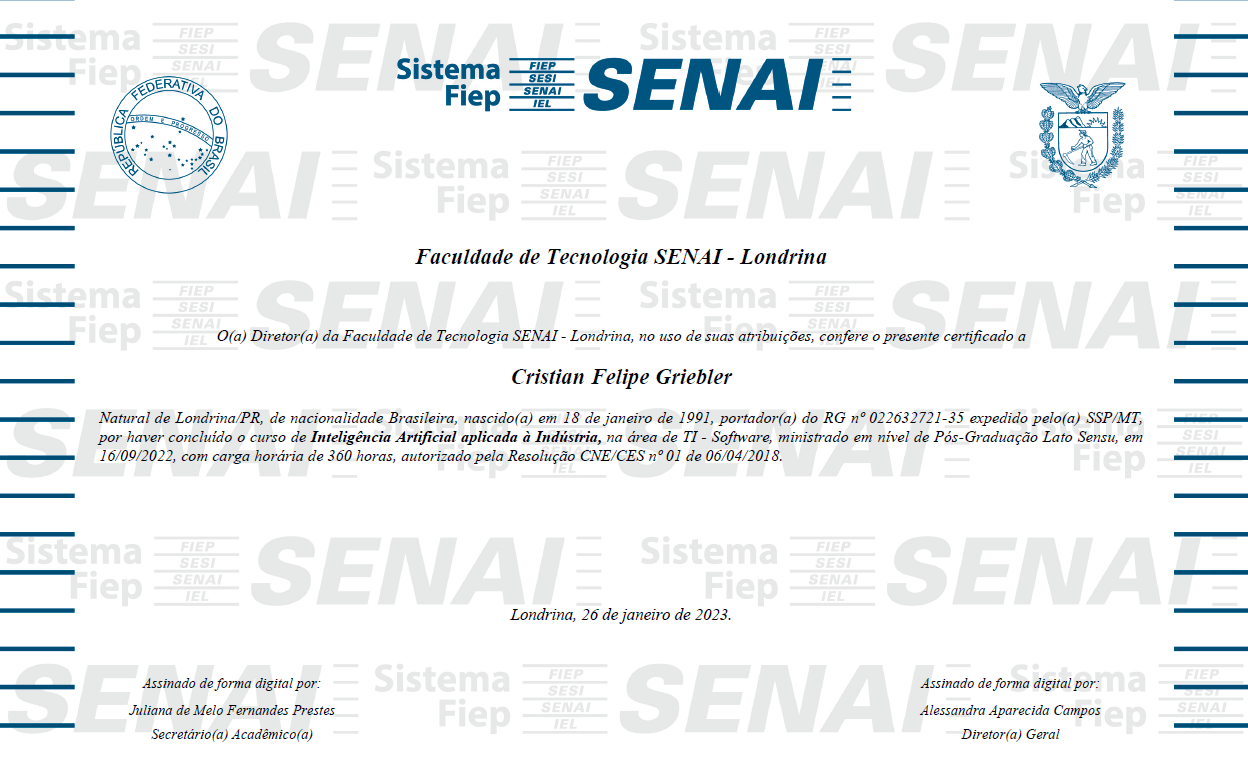 Sistema Fiep
FIEP
SESI
SENAI
IEL
SENAI
REPÚBLICA FEDERATIVA DO BRASIL
ORDEM E PROGRESSO
Faculdade de Tecnologia SENAI - Londrina
O(a) Diretor(a) da Faculdade de Tecnologia SENAI - Londrina, no uso de suas atribuições, confere o presente certificado a
Cristian Felipe Griebler
Natural de Londrina/PR, de nacionalidade Brasileira, nascido(a) em 18 de janeiro de 1991, portador(a) do RG nº 022632721-35 expedido pelo(a) SSP/MT,
por haver concluído o curso de Inteligência Artificial aplicada à Indústria, na área de TI - Software, ministrado em nível de Pós-Graduação Lato Sensu, em
16/09/2022, com carga horária de 360 horas, autorizado pela Resolução CNE/CES nº 01 de 06/04/2018.
Londrina, 26 de janeiro de 2023.
Assinado de forma digital por:
Juliana de Melo Fernandes Prestes
Secretário(a) Acadêmico(a)
Assinado de forma digital por:
Alessandra Aparecida Campos
Diretor(a) Geral